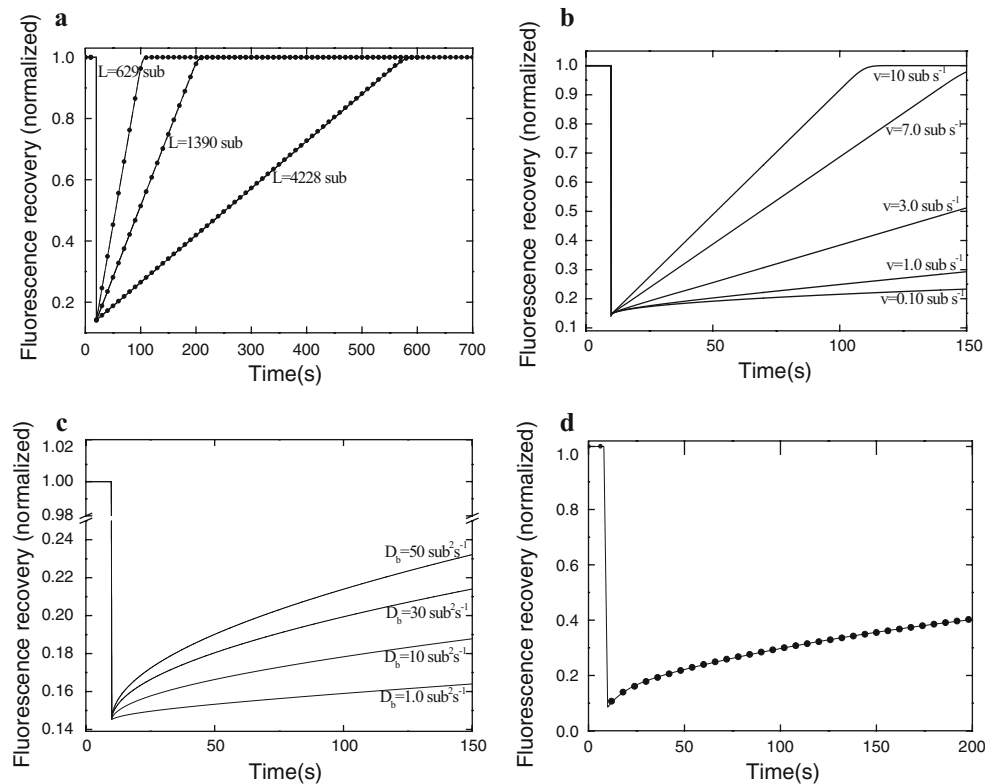 a
Fluorescence recovery (normalized)
1.0
0.8
0.6
0.4
0.2
L=629 sub
L=1390 sub
L=4228 sub
0 100 200 300 400 500 600 700
Time(s)
b
Fluorescence recovery (normalized)
1.0
0.9
0.8
0.7
0.6
0.5
0.4
0.3
0.2
0.1
v=10 sub s⁻¹
v=7.0 sub s⁻¹
v=3.0 sub s⁻¹
v=1.0 sub s⁻¹
v=0.10 sub s⁻¹
0 50 100 150
Time(s)
c
Fluorescence recovery (normalized)
1.02
1.00
0.98
0.24
0.22
0.20
0.18
0.16
0.14
D_b=50 sub²s⁻¹
D_b=30 sub²s⁻¹
D_b=10 sub²s⁻¹
D_b=1.0 sub²s⁻¹
0 50 100 150
Time(s)
d
Fluorescence recovery (normalized)
1.0
0.8
0.6
0.4
0.2
0.0
0 50 100 150 200
Time(s)